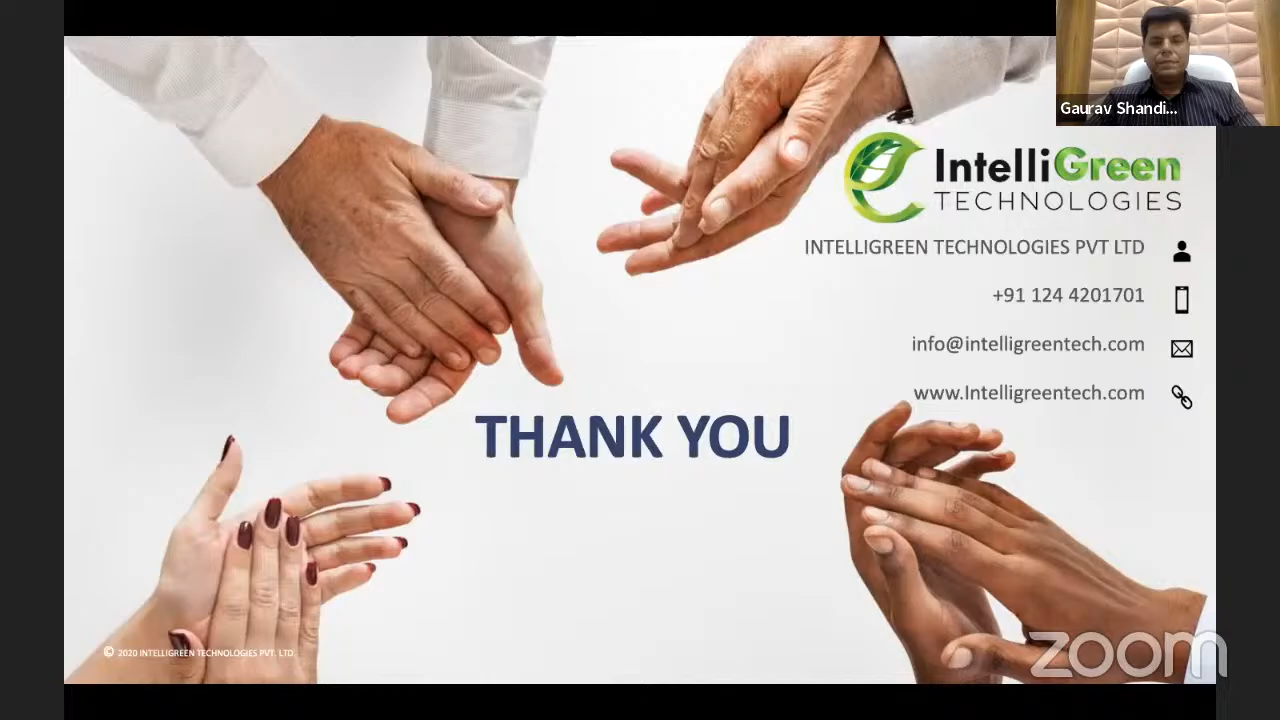 Gaurav Shandi...
IntelliGreen
TECHNOLOGIES
INTELLIGREEN TECHNOLOGIES PVT LTD
+91 124 4201701
info@intelligreentech.com
www.Intelligreentech.com
THANK YOU
© 2020 INTELLIGREEN TECHNOLOGIES PVT. LTD
zoom